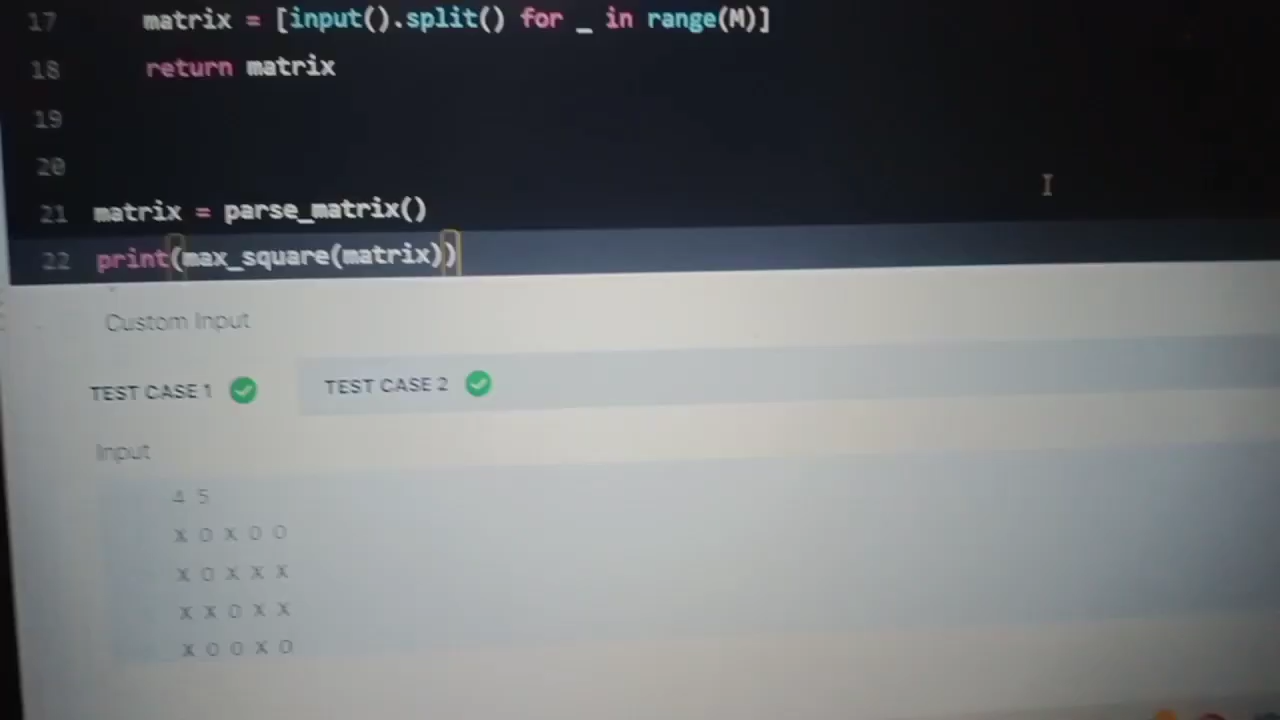 17 matrix = [input().split() for _ in range(M)]
18 return matrix
19
20
21 matrix = parse_matrix()
22 print(max_square(matrix))
Custom Input
TEST CASE 1 TEST CASE 2
Input
4 5
X O X O O
X O X X X
X X O X X
X O O X O